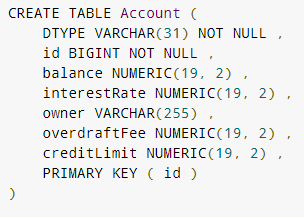 CREATE TABLE Account (
    DTYPE VARCHAR(31) NOT NULL ,
    id BIGINT NOT NULL ,
    balance NUMERIC(19, 2) ,
    interestRate NUMERIC(19, 2) ,
    owner VARCHAR(255) ,
    overdraftFee NUMERIC(19, 2) ,
    creditLimit NUMERIC(19, 2) ,
    PRIMARY KEY ( id )
)